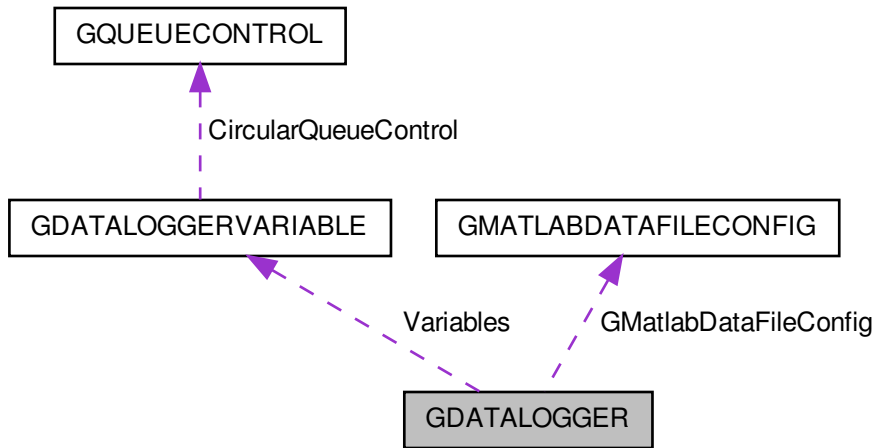 GQUEUECONTROL
CircularQueueControl
GDATALOGGERVARIABLE
GMATLABDATAFILECONFIG
Variables
GMatlabDataFileConfig
GDATALOGGER